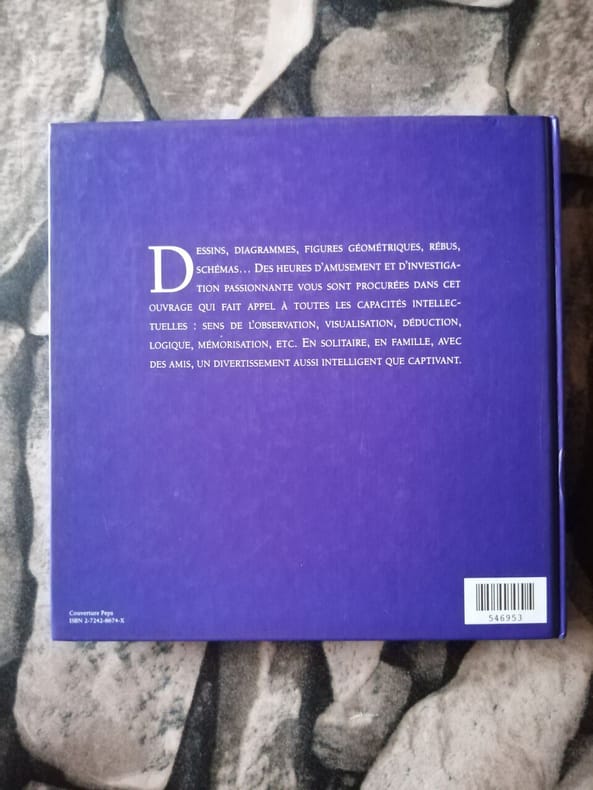 DESSINS, DIAGRAMMES, FIGURES GÉOMÉTRIQUES, RÉBUS,
SCHÉMAS... DES HEURES D'AMUSEMENT ET D'INVESTIGA-
TION PASSIONNANTE VOUS SONT PROCURÉES DANS CET
OUVRAGE QUI FAIT APPEL À TOUTES LES CAPACITÉS INTELLEC-
TUELLES : SENS DE L'OBSERVATION, VISUALISATION, DÉDUCTION,
LOGIQUE, MÉMORISATION, ETC. EN SOLITAIRE, EN FAMILLE, AVEC
DES AMIS, UN DIVERTISSEMENT AUSSI INTELLIGENT QUE CAPTIVANT.
Couverture Peps
ISBN 2-7242-8674-X
546953